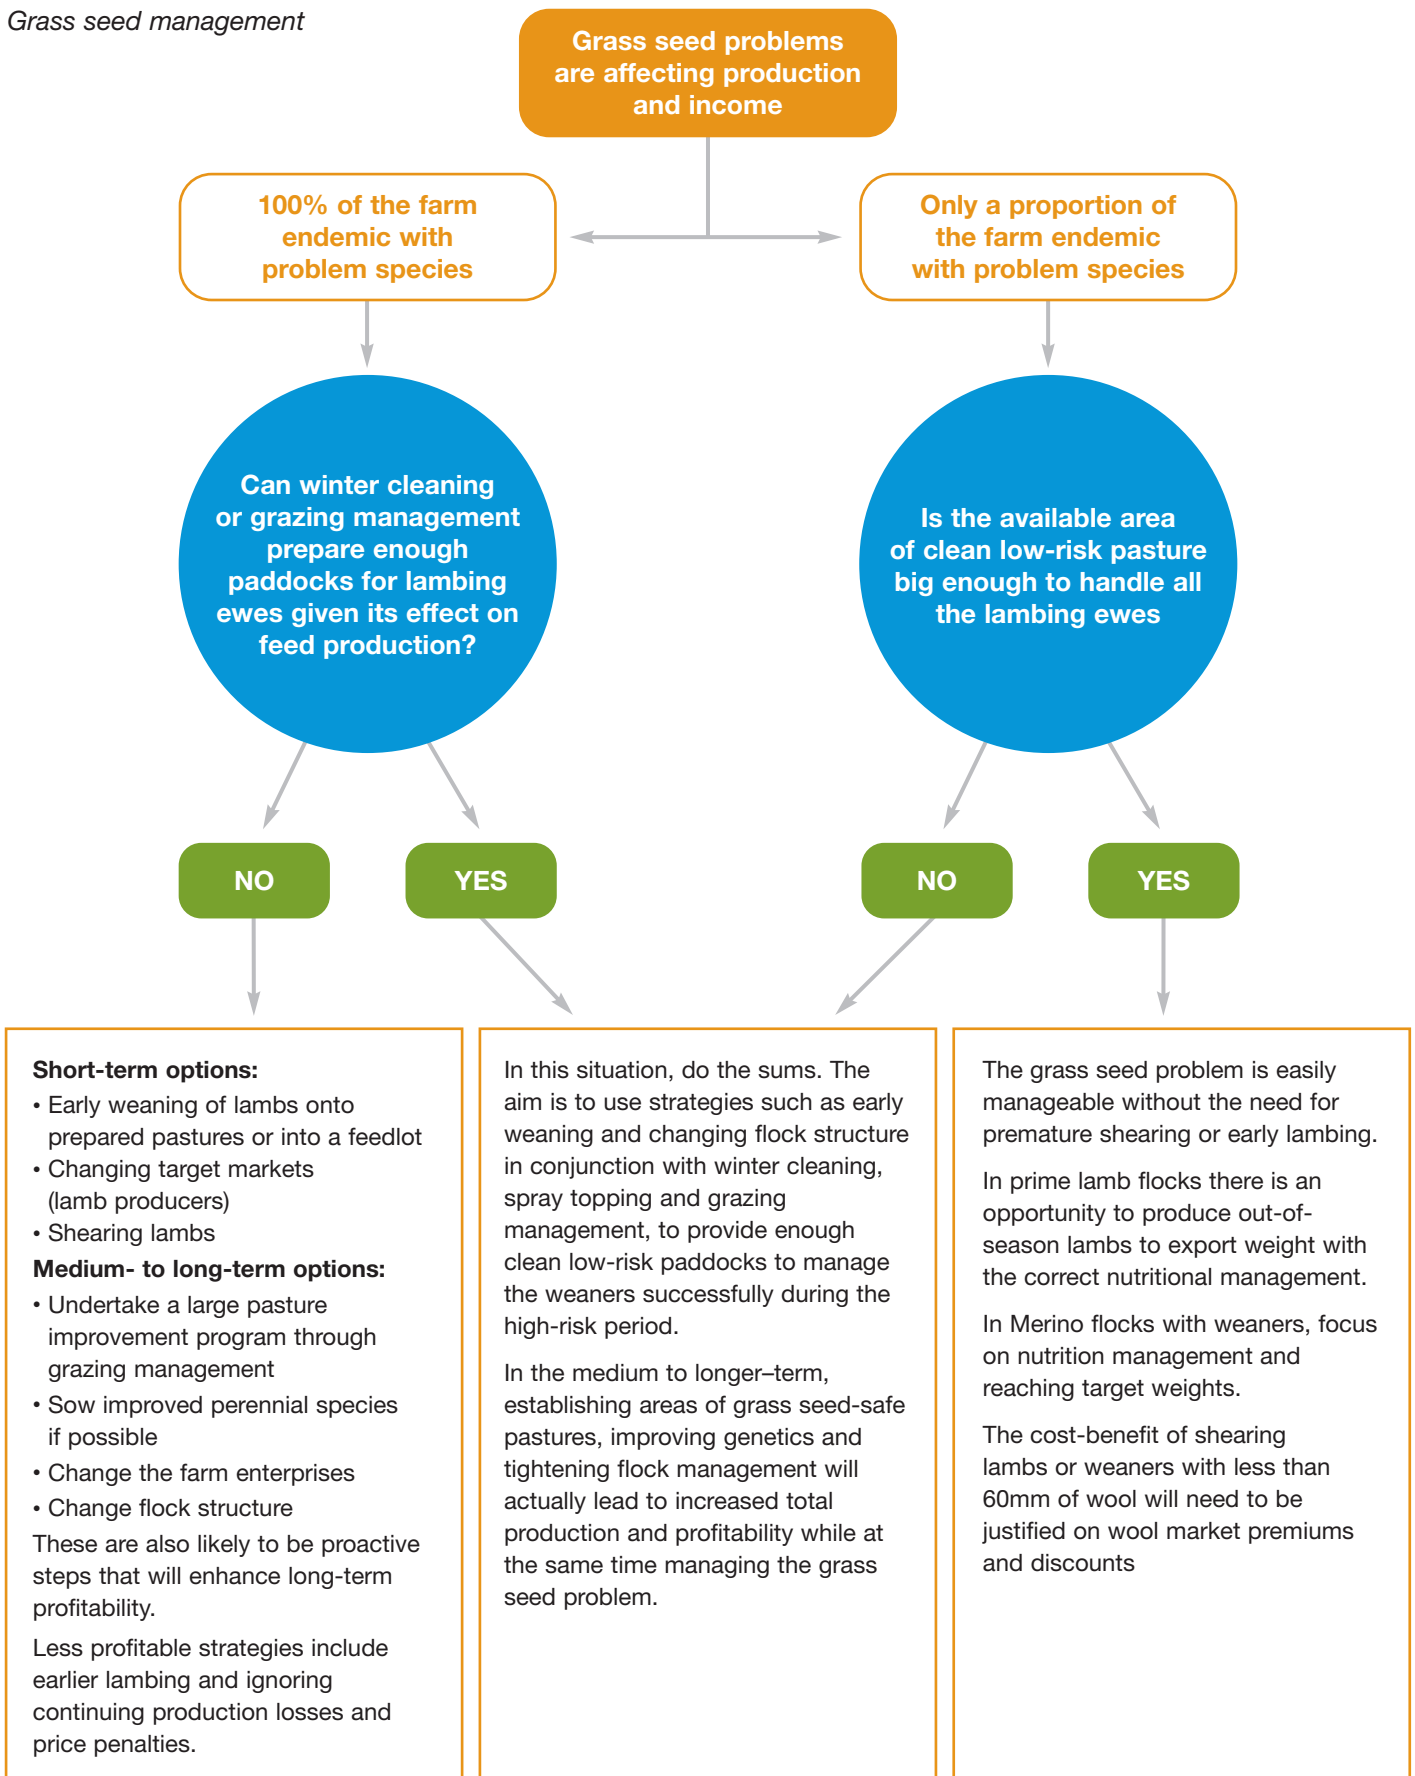 Grass seed management
Grass seed problems
are affecting production
and income
100% of the farm
endemic with
problem species
Only a proportion of
the farm endemic
with problem species
Can winter cleaning
or grazing management
prepare enough
paddocks for lambing
ewes given its effect on
feed production?
Is the available area
of clean low-risk pasture
big enough to handle all
the lambing ewes
NO
YES
NO
YES
Short-term options:
• Early weaning of lambs onto
prepared pastures or into a feedlot
• Changing target markets
(lamb producers)
• Shearing lambs
Medium- to long-term options:
• Undertake a large pasture
improvement program through
grazing management
• Sow improved perennial species
if possible
• Change the farm enterprises
• Change flock structure
These are also likely to be proactive
steps that will enhance long-term
profitability.
Less profitable strategies include
earlier lambing and ignoring
continuing production losses and
price penalties.
In this situation, do the sums. The
aim is to use strategies such as early
weaning and changing flock structure
in conjunction with winter cleaning,
spray topping and grazing
management, to provide enough
clean low-risk paddocks to manage
the weaners successfully during the
high-risk period.
In the medium to longer–term,
establishing areas of grass seed-safe
pastures, improving genetics and
tightening flock management will
actually lead to increased total
production and profitability while at
the same time managing the grass
seed problem.
The grass seed problem is easily
manageable without the need for
premature shearing or early lambing.
In prime lamb flocks there is an
opportunity to produce out-of-
season lambs to export weight with
the correct nutritional management.
In Merino flocks with weaners, focus
on nutrition management and
reaching target weights.
The cost-benefit of shearing
lambs or weaners with less than
60mm of wool will need to be
justified on wool market premiums
and discounts